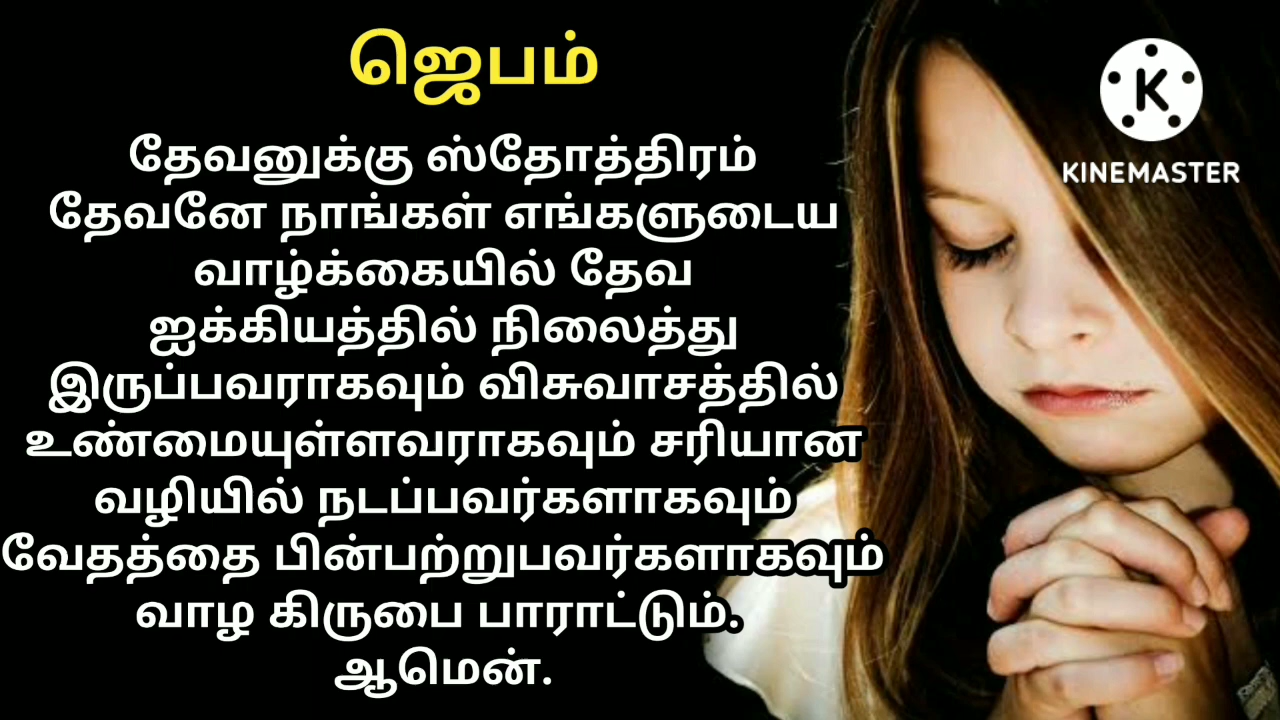 ஜெபம்
தேவனுக்கு ஸ்தோத்திரம்
தேவனே நாங்கள் எங்களுடைய
வாழ்க்கையில் தேவ
ஐக்கியத்தில் நிலைத்து
இருப்பவராகவும் விசுவாசத்தில்
உண்மையுள்ளவராகவும் சரியான
வழியில் நடப்பவர்களாகவும்
வேதத்தை பின்பற்றுபவர்களாகவும்
வாழ கிருபை பாராட்டும்.
ஆமென்.
K
KINEMASTER